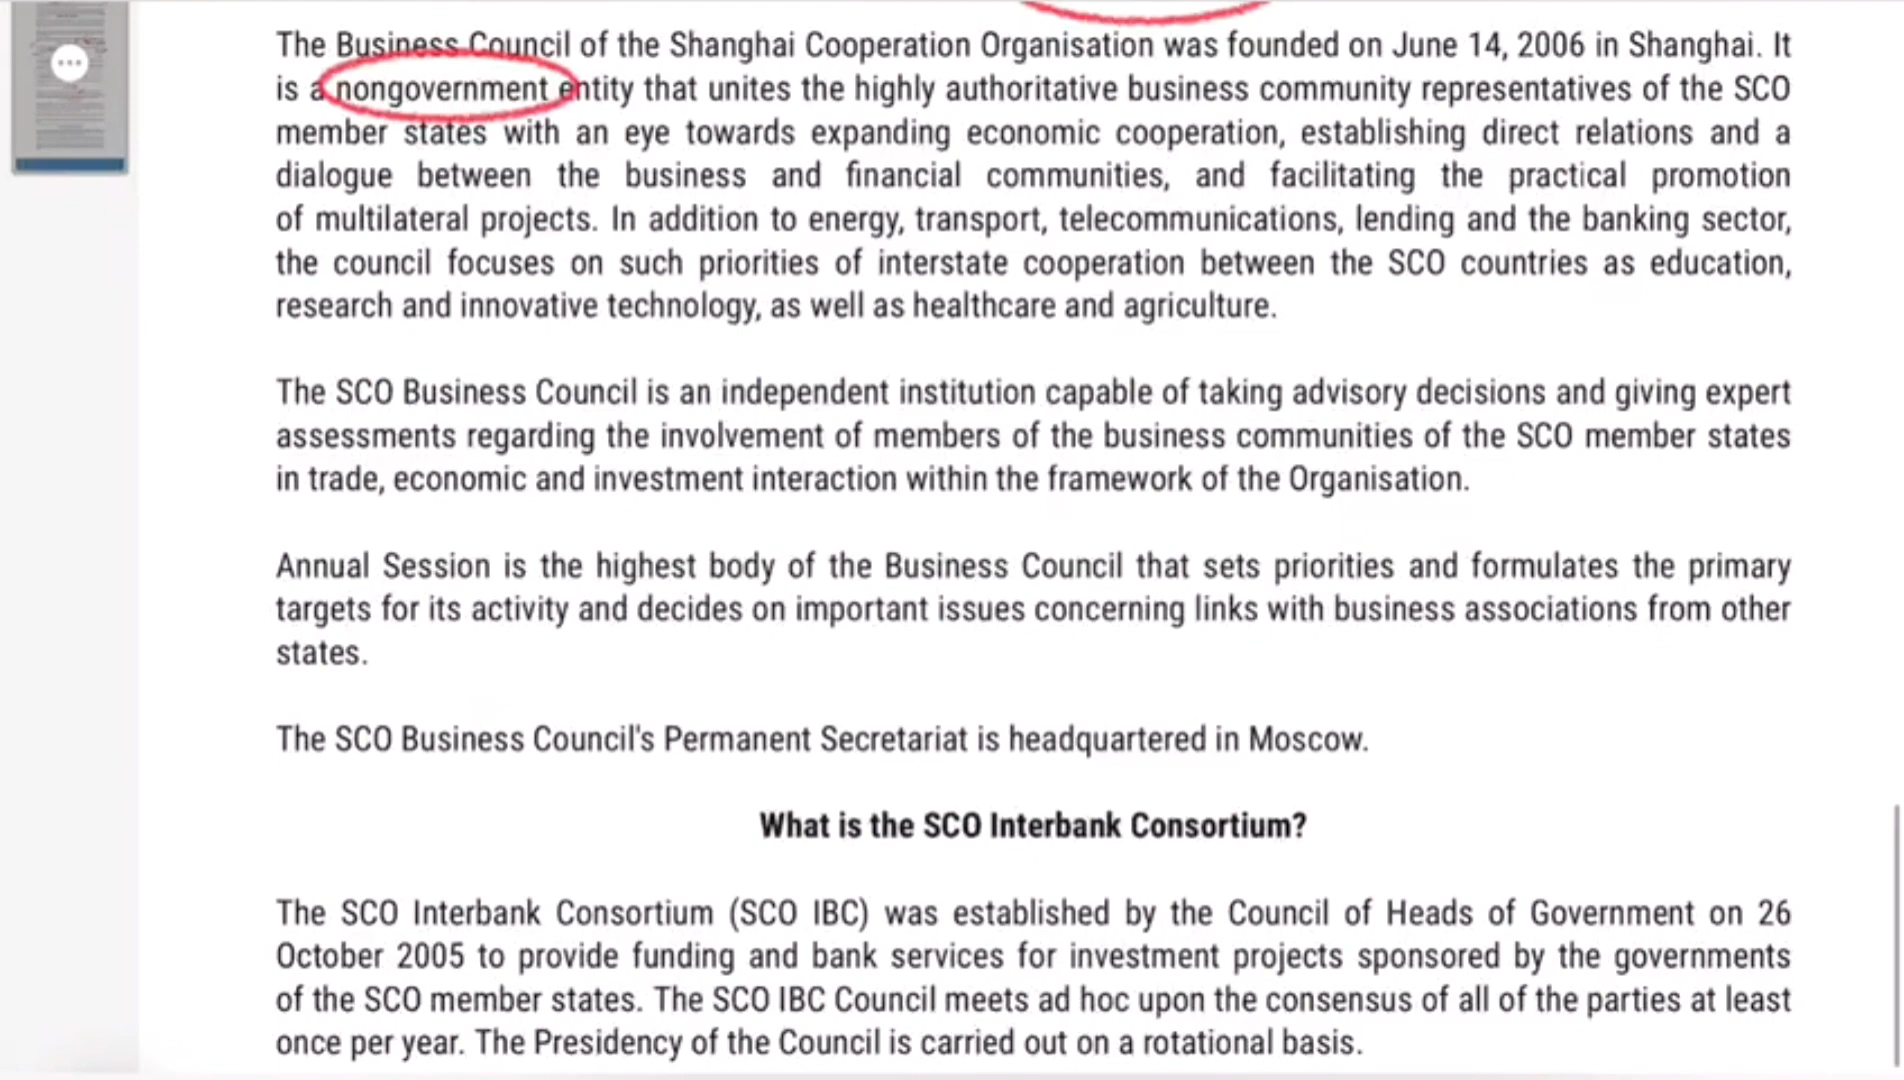 The Business Council of the Shanghai Cooperation Organisation was founded on June 14, 2006 in Shanghai. It
is a nongovernment entity that unites the highly authoritative business community representatives of the SCO
member states with an eye towards expanding economic cooperation, establishing direct relations and a
dialogue between the business and financial communities, and facilitating the practical promotion
of multilateral projects. In addition to energy, transport, telecommunications, lending and the banking sector,
the council focuses on such priorities of interstate cooperation between the SCO countries as education,
research and innovative technology, as well as healthcare and agriculture.
The SCO Business Council is an independent institution capable of taking advisory decisions and giving expert
assessments regarding the involvement of members of the business communities of the SCO member states
in trade, economic and investment interaction within the framework of the Organisation.
Annual Session is the highest body of the Business Council that sets priorities and formulates the primary
targets for its activity and decides on important issues concerning links with business associations from other
states.
The SCO Business Council's Permanent Secretariat is headquartered in Moscow.
What is the SCO Interbank Consortium?
The SCO Interbank Consortium (SCO IBC) was established by the Council of Heads of Government on 26
October 2005 to provide funding and bank services for investment projects sponsored by the governments
of the SCO member states. The SCO IBC Council meets ad hoc upon the consensus of all of the parties at least
once per year. The Presidency of the Council is carried out on a rotational basis.